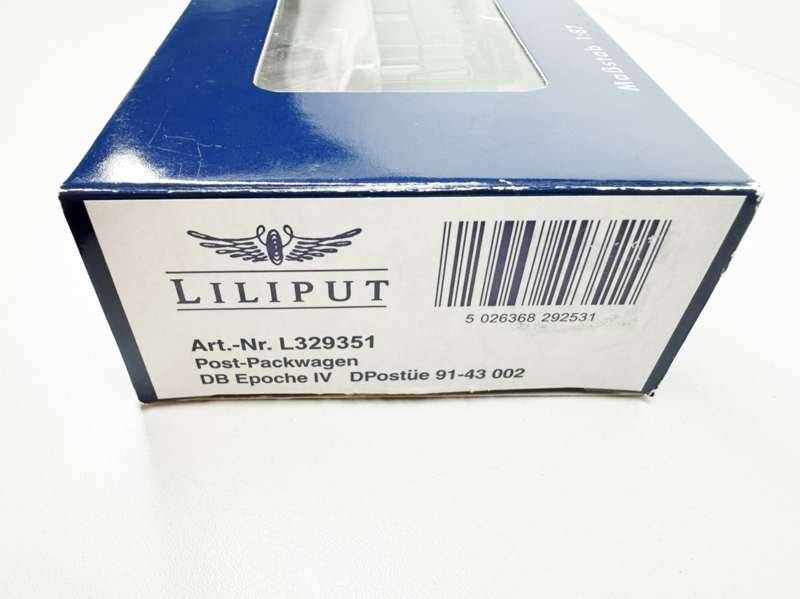 Maßstab 1:87
LILIPUT
5 026368 292531
Art.-Nr. L329351
Post-Packwagen
DB Epoche IV DPostüe 91-43 002